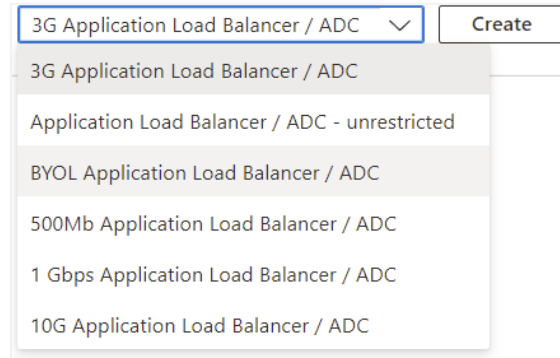 3G Application Load Balancer / ADC
Create
3G Application Load Balancer / ADC
Application Load Balancer / ADC - unrestricted
BYOL Application Load Balancer / ADC
500Mb Application Load Balancer / ADC
1 Gbps Application Load Balancer / ADC
10G Application Load Balancer / ADC